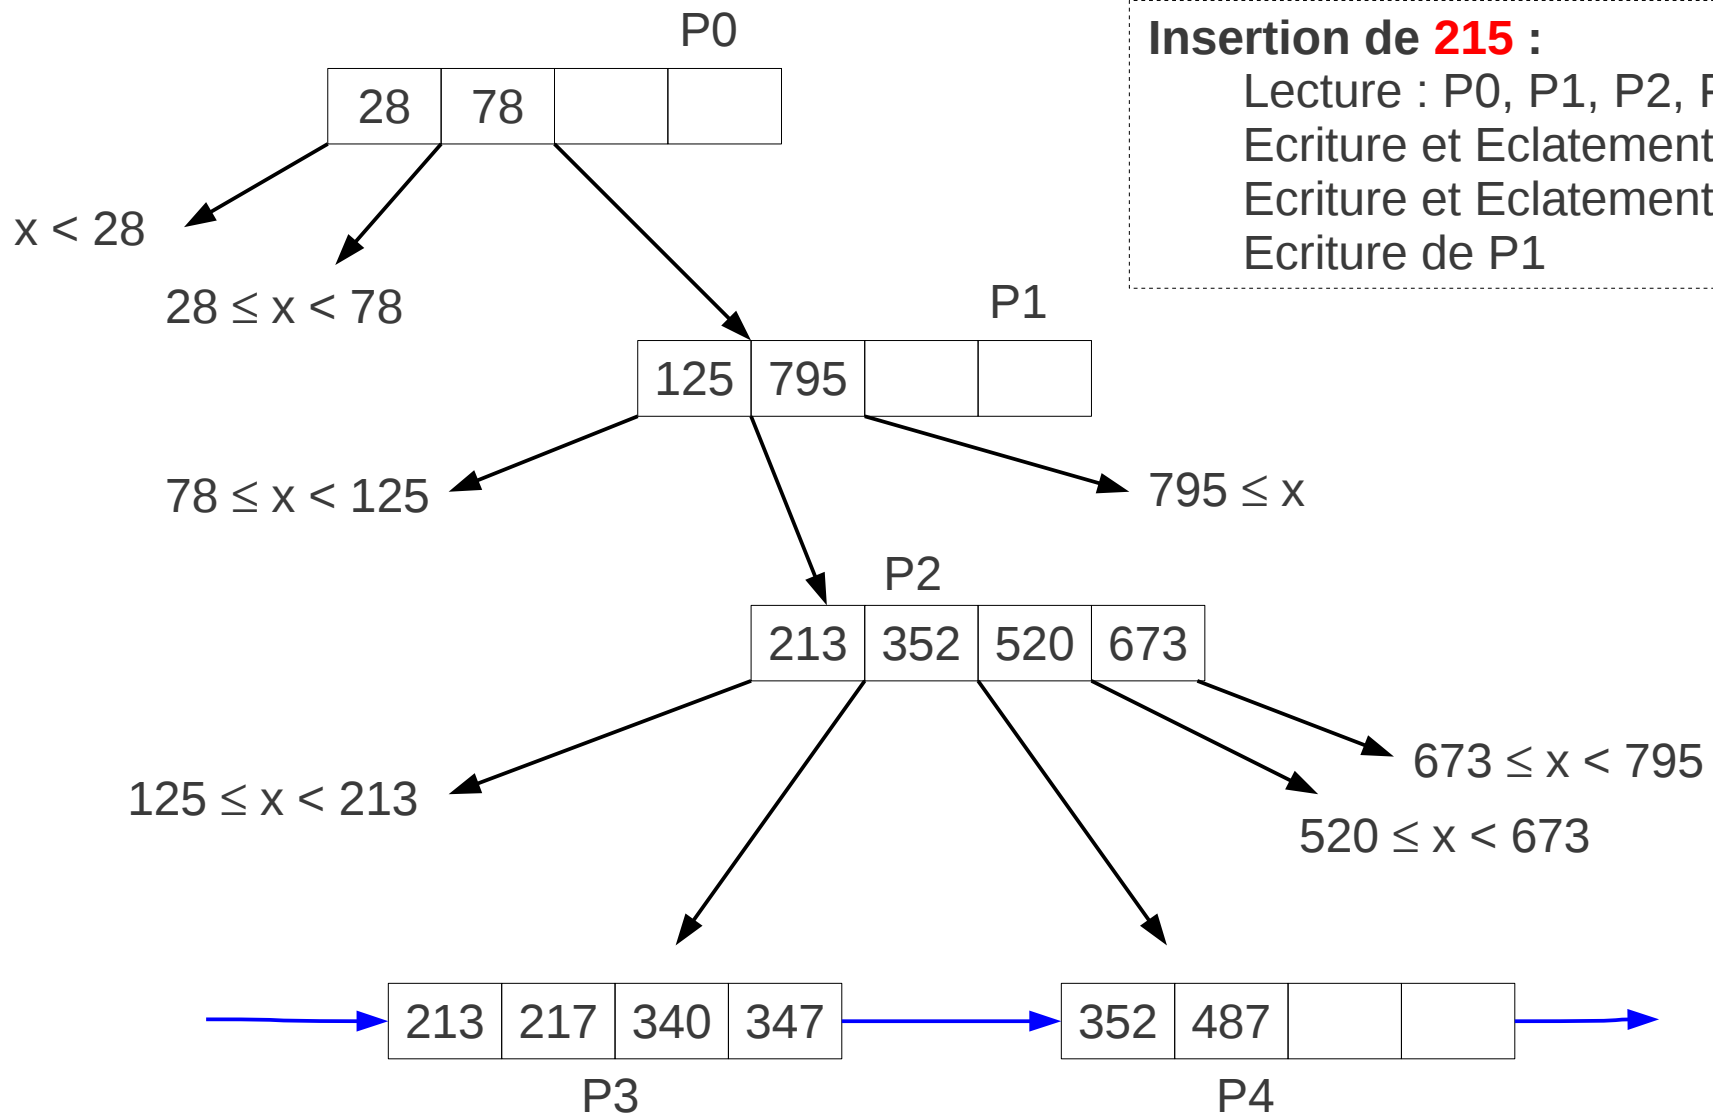 P0
Insertion de 215 :
Lecture : P0, P1, P2,
Ecriture et Eclatement
Ecriture et Eclatement
Ecriture de P1
28 78
x < 28
28 ≤ x < 78
P1
125 795
78 ≤ x < 125
795 ≤ x
P2
213 352 520 673
125 ≤ x < 213
673 ≤ x < 795
520 ≤ x < 673
213 217 340 347
352 487
P3
P4